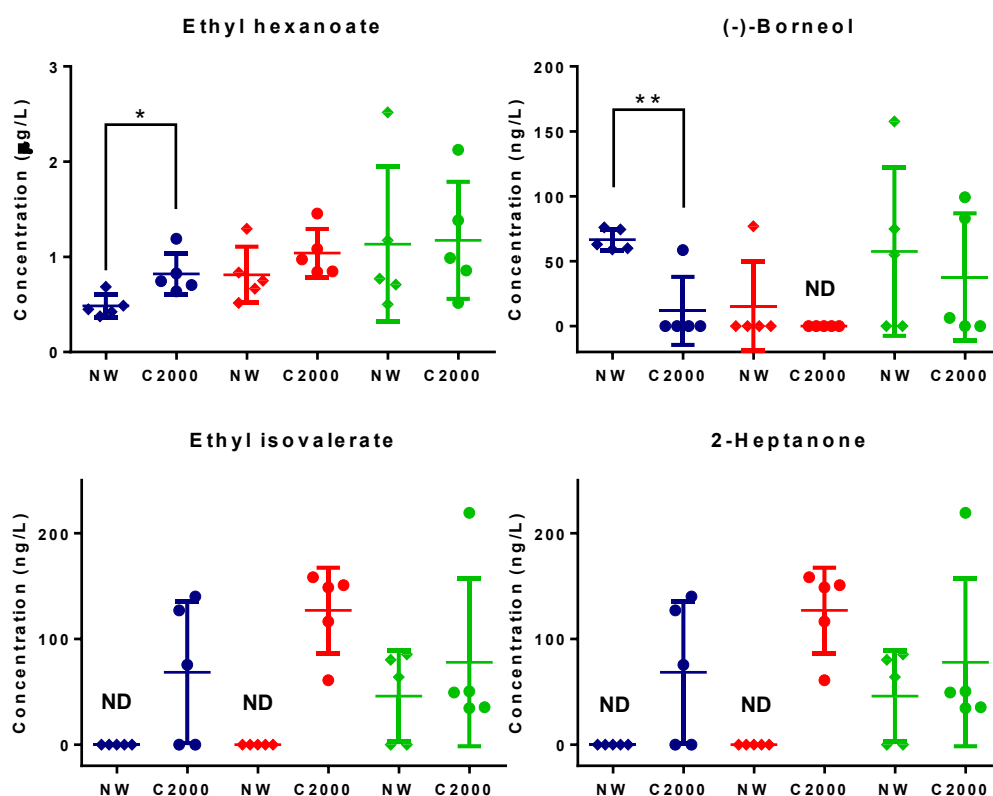 Ethyl hexanoate
Concentration (µg/L)
3
2
1
0
*
NW C2000 NW C2000 NW C2000
(-)-Borneol
Concentration (ng/L)
200
150
100
50
0
**
ND
NW C2000 NW C2000 NW C2000
Ethyl isovalerate
Concentration (ng/L)
200
100
0
ND
ND
NW C2000 NW C2000 NW C2000
2-Heptanone
Concentration (ng/L)
200
100
0
ND
ND
NW C2000 NW C2000 NW C2000